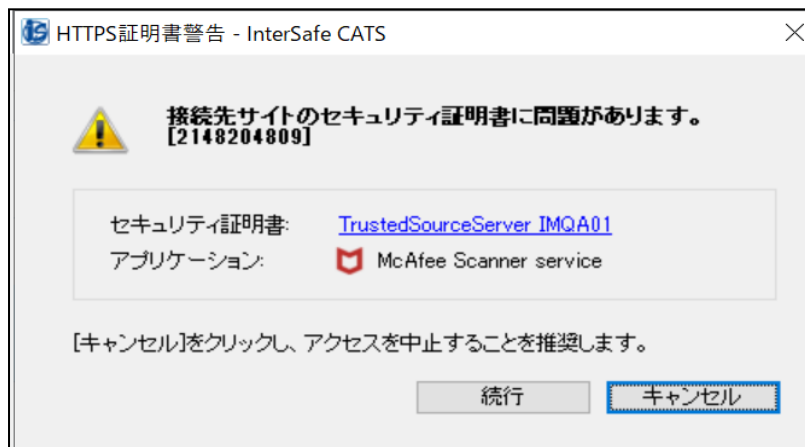 HTTPS証明書警告 - InterSafe CATS
接続先サイトのセキュリティ証明書に問題があります。
[2148204809]
セキュリティ証明書: TrustedSourceServer IMQA01
アプリケーション: McAfee Scanner service
[キャンセル]をクリックし、アクセスを中止することを推奨します。
続行 キャンセル